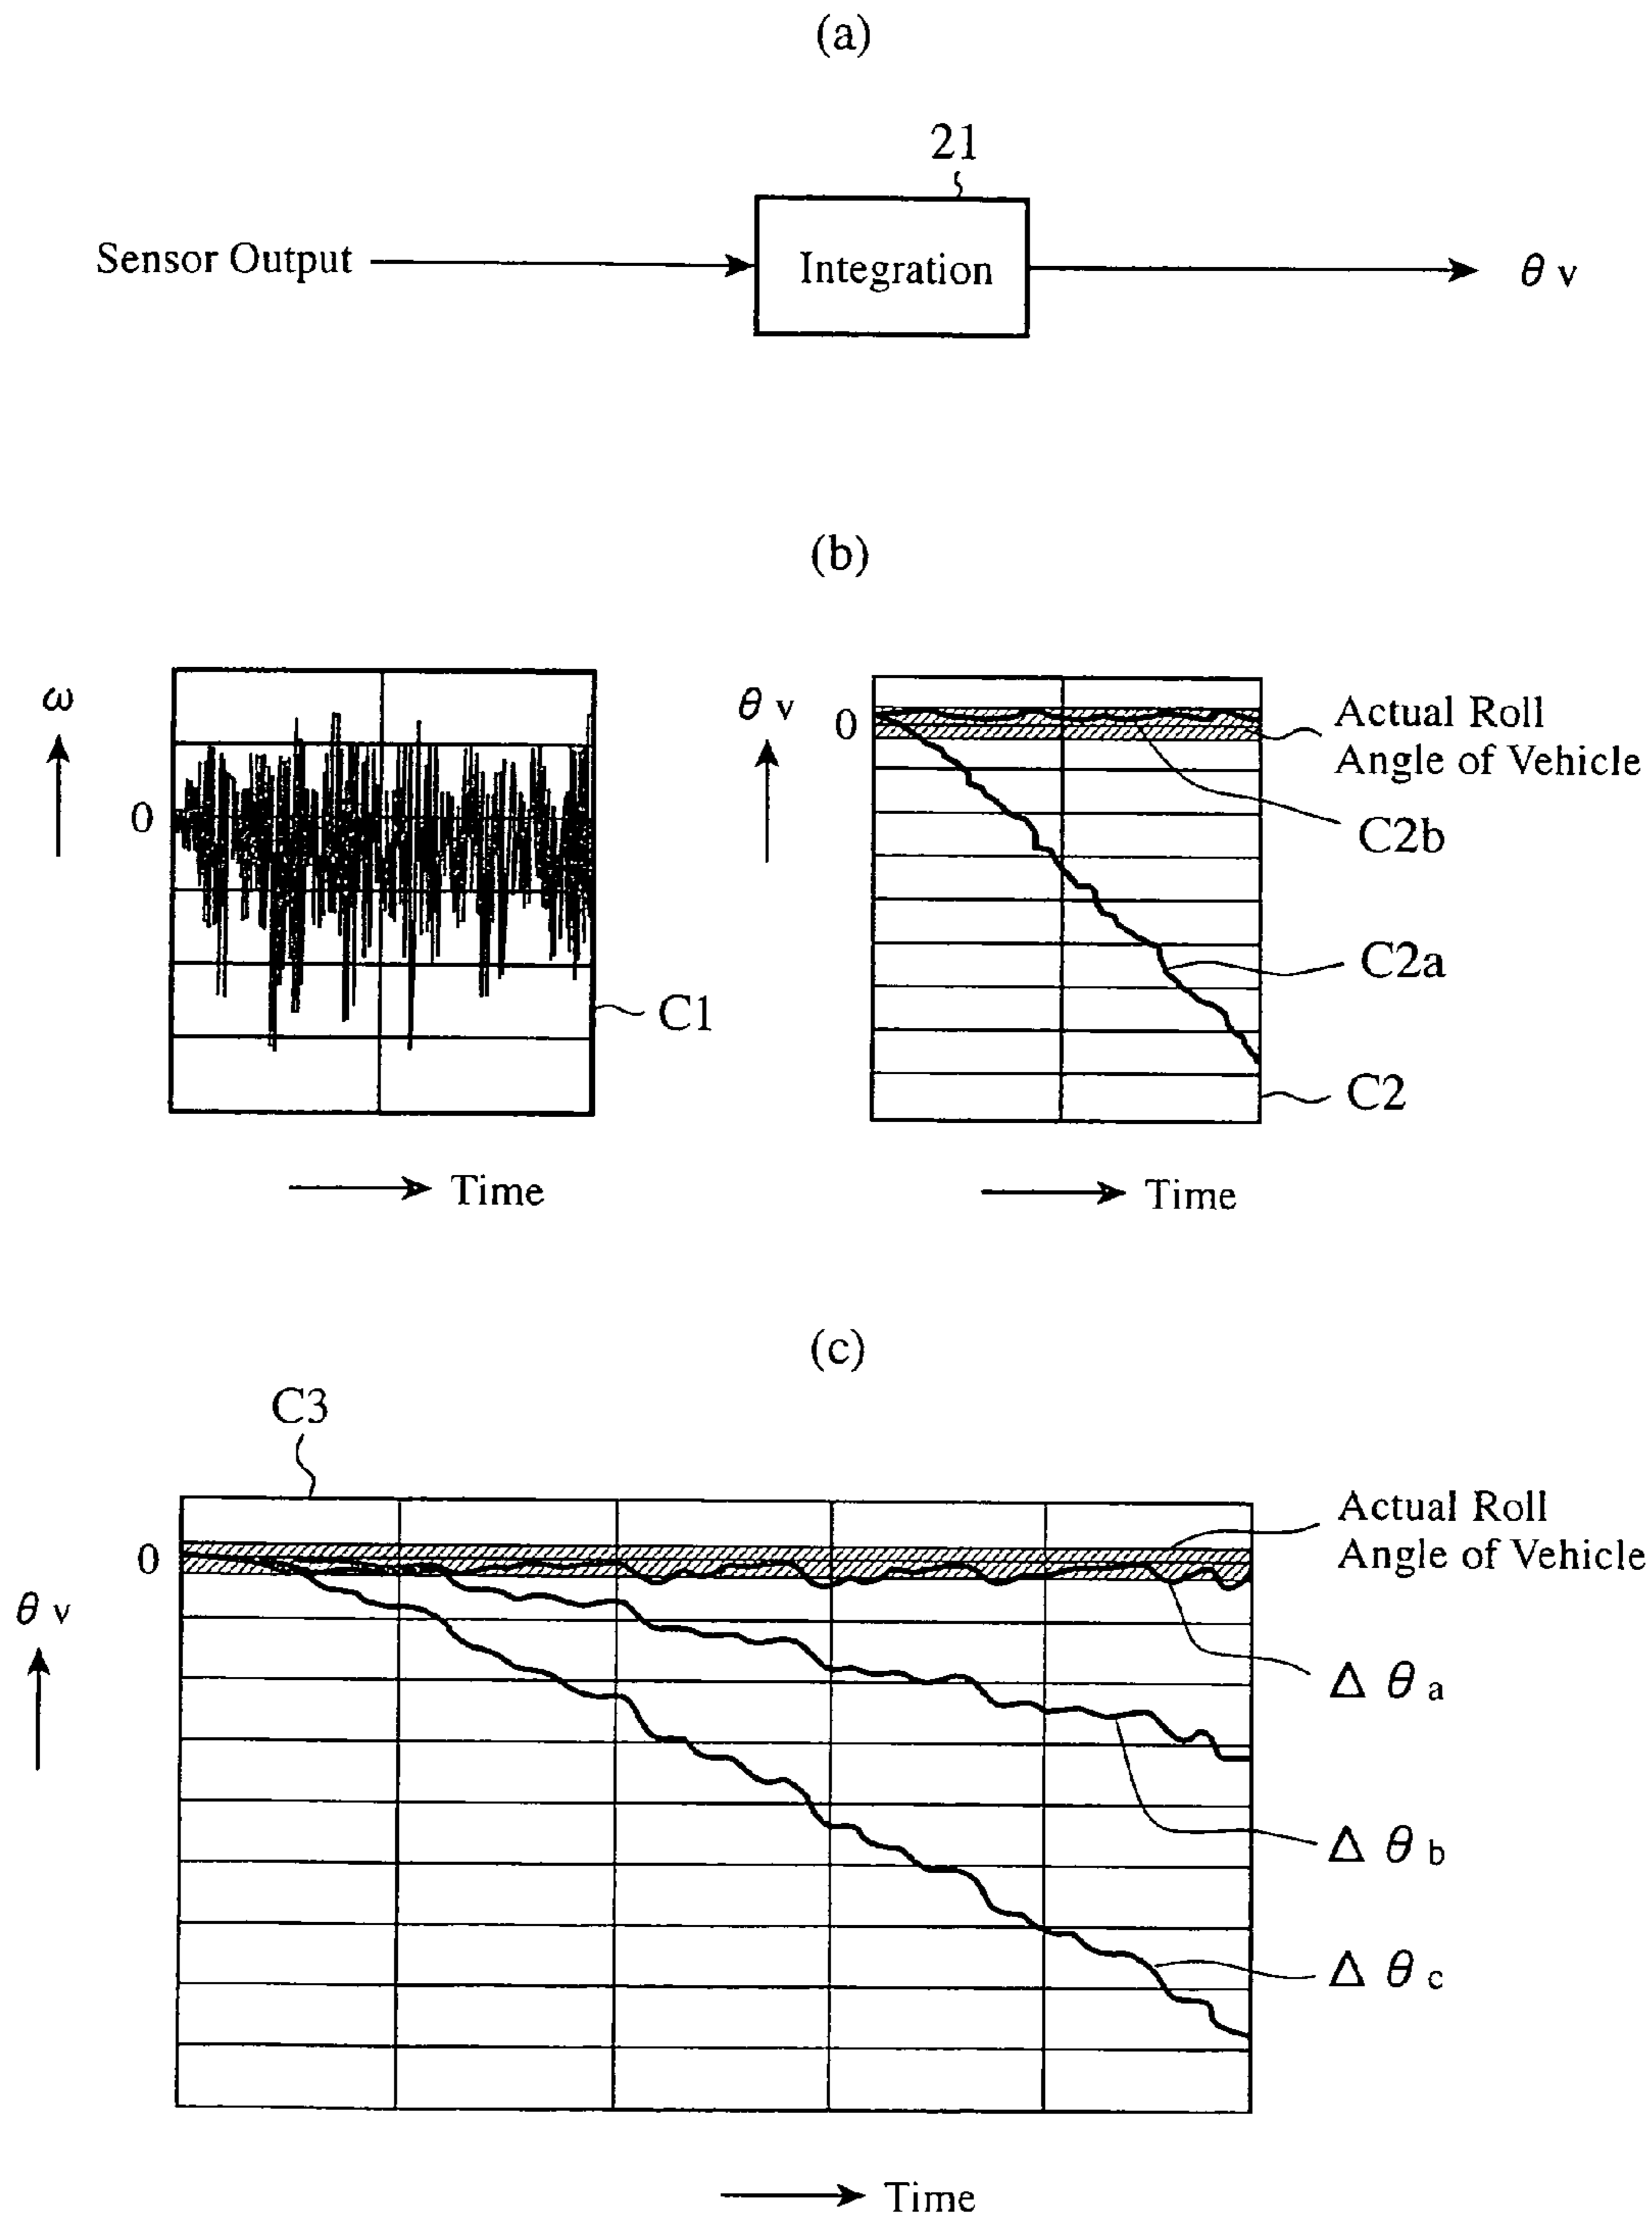 (a)
21
Sensor Output
Integration
θ v
(b)
ω
0
C1
Time
θ v
0
Actual Roll
Angle of Vehicle
C2b
C2a
C2
Time
(c)
C3
0
θ v
Actual Roll
Angle of Vehicle
Δ θ a
Δ θ b
Δ θ c
Time